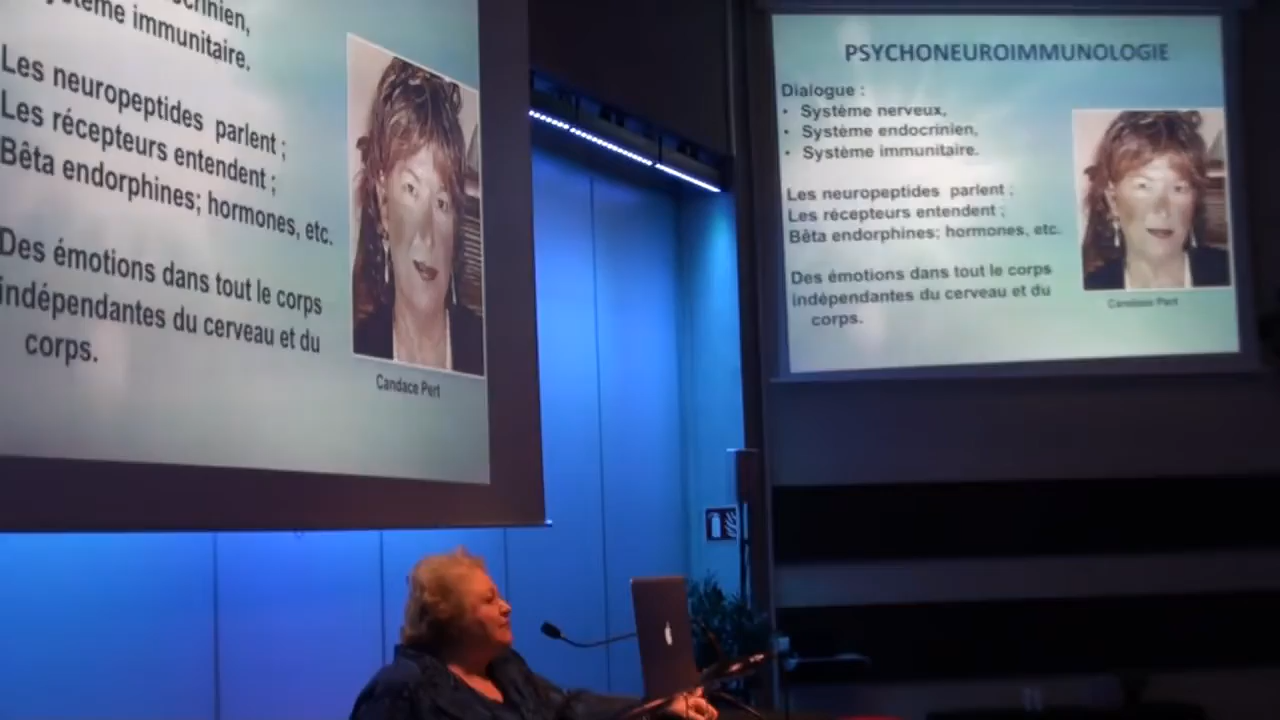 crinien,
système immunitaire.
Les neuropeptides parlent ;
Les récepteurs entendent ;
Bêta endorphines; hormones, etc.
Des émotions dans tout le corps
indépendantes du cerveau et du
corps.
Candace Pert
PSYCHONEUROIMMUNOLOGIE
Dialogue :
• Système nerveux,
• Système endocrinien,
• Système immunitaire.
Les neuropeptides parlent ;
Les récepteurs entendent ;
Bêta endorphines; hormones, etc.
Des émotions dans tout le corps
indépendantes du cerveau et du
corps.
Candace Pert